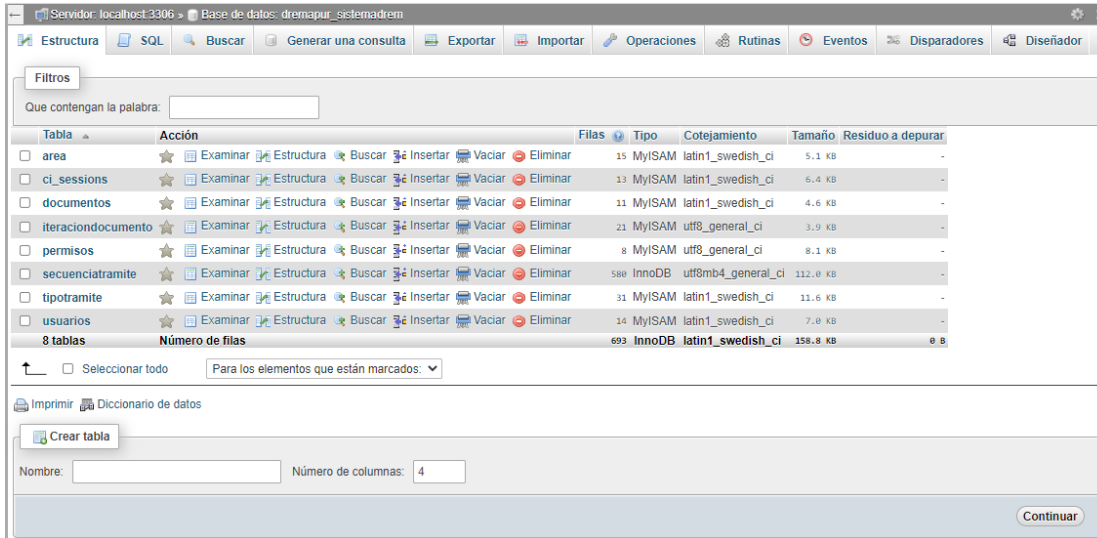 Servidor: localhost:3306 » Base de datos: dremapur_sistemadrem
Estructura SQL Buscar Generar una consulta Exportar Importar Operaciones Rutinas Eventos Disparadores Diseñador
Filtros
Que contengan la palabra:
Tabla Acción Filas Tipo Cotejamiento Tamaño Residuo a depurar
area Examinar Estructura Buscar Insertar Vaciar Eliminar 15 MyISAM latin1_swedish_ci 5.1 KB -
ci_sessions Examinar Estructura Buscar Insertar Vaciar Eliminar 13 MyISAM latin1_swedish_ci 6.4 KB -
documentos Examinar Estructura Buscar Insertar Vaciar Eliminar 11 MyISAM latin1_swedish_ci 4.6 KB -
iteraciondocumento Examinar Estructura Buscar Insertar Vaciar Eliminar 21 MyISAM utf8_general_ci 3.9 KB -
permisos Examinar Estructura Buscar Insertar Vaciar Eliminar 8 MyISAM utf8_general_ci 8.1 KB -
secuenciatramite Examinar Estructura Buscar Insertar Vaciar Eliminar 580 InnoDB utf8mb4_general_ci 112.0 KB -
tipotramite Examinar Estructura Buscar Insertar Vaciar Eliminar 31 MyISAM latin1_swedish_ci 11.6 KB -
usuarios Examinar Estructura Buscar Insertar Vaciar Eliminar 14 MyISAM latin1_swedish_ci 7.0 KB -
8 tablas Número de filas 693 InnoDB latin1_swedish_ci 158.8 KB 0 B
Seleccionar todo Para los elementos que están marcados:
Imprimir Diccionario de datos
Crear tabla
Nombre: Número de columnas: 4
Continuar